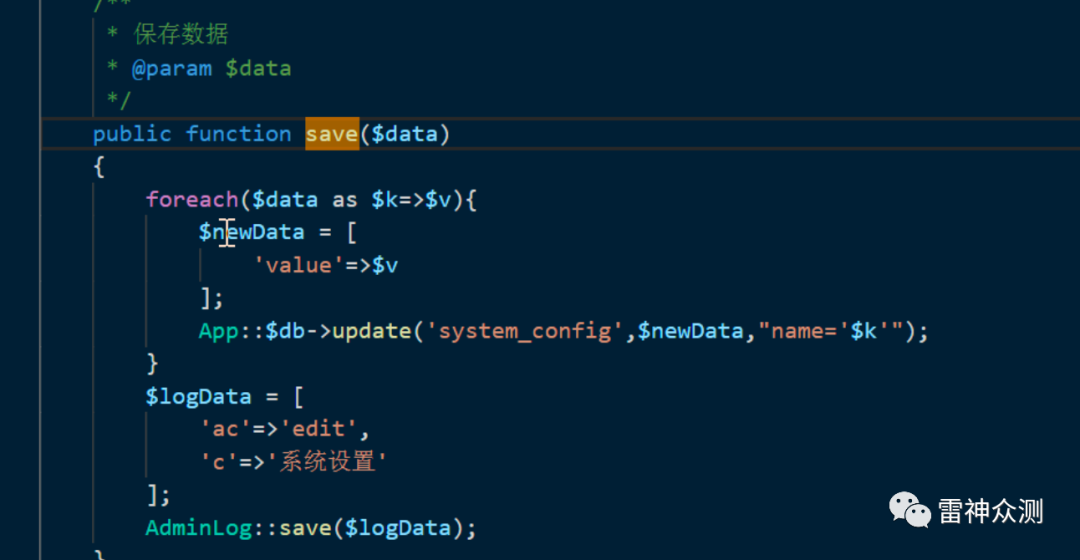 /**
* 保存数据
* @param $data
*/
public function save($data)
{
foreach($data as $k=>$v){
$newData = [
'value'=>$v
];
App::$db->update('system_config',$newData,"name='$k'");
}
$logData = [
'ac'=>'edit',
'c'=>'系统设置'
];
AdminLog::save($logData);
}
雷神众测